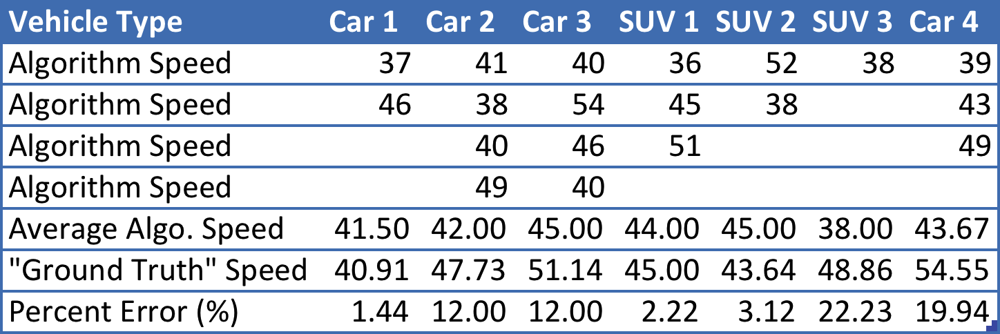 Vehicle Type Car 1 Car 2 Car 3 SUV 1 SUV 2 SUV 3 Car 4
Algorithm Speed 37 41 40 36 52 38 39
Algorithm Speed 46 38 54 45 38 43
Algorithm Speed 40 46 51 49
Algorithm Speed 49 40
Average Algo. Speed 41.50 42.00 45.00 44.00 45.00 38.00 43.67
"Ground Truth" Speed 40.91 47.73 51.14 45.00 43.64 48.86 54.55
Percent Error (%) 1.44 12.00 12.00 2.22 3.12 22.23 19.94